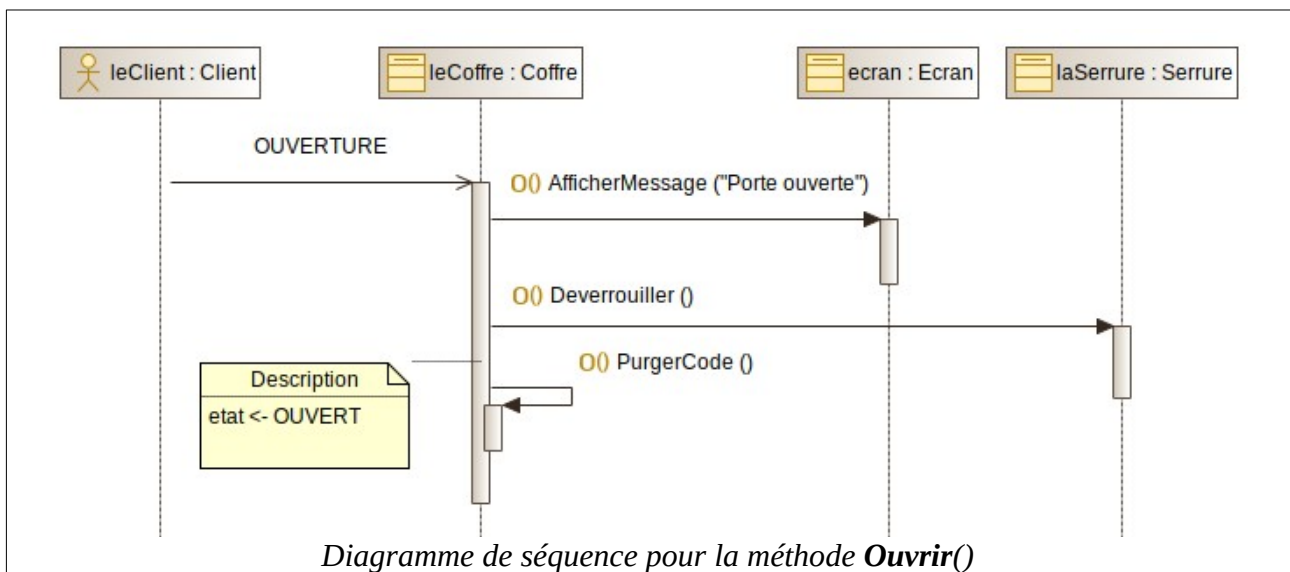 leClient : Client
leCoffre : Coffre
ecran : Ecran
laSerrure : Serrure
OUVERTURE
O() AfficherMessage ("Porte ouverte")
O() Deverrouiller ()
O() PurgerCode ()
Description
etat <- OUVERT
Diagramme de séquence pour la méthode Ouvrir()